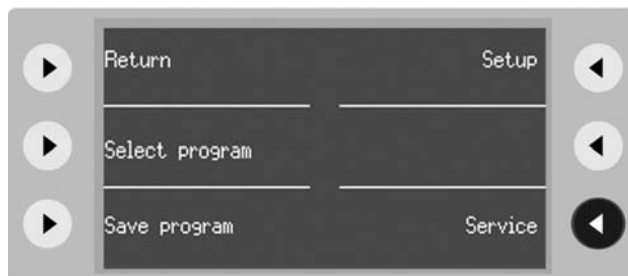 Return
Setup
Select program
Save program
Service